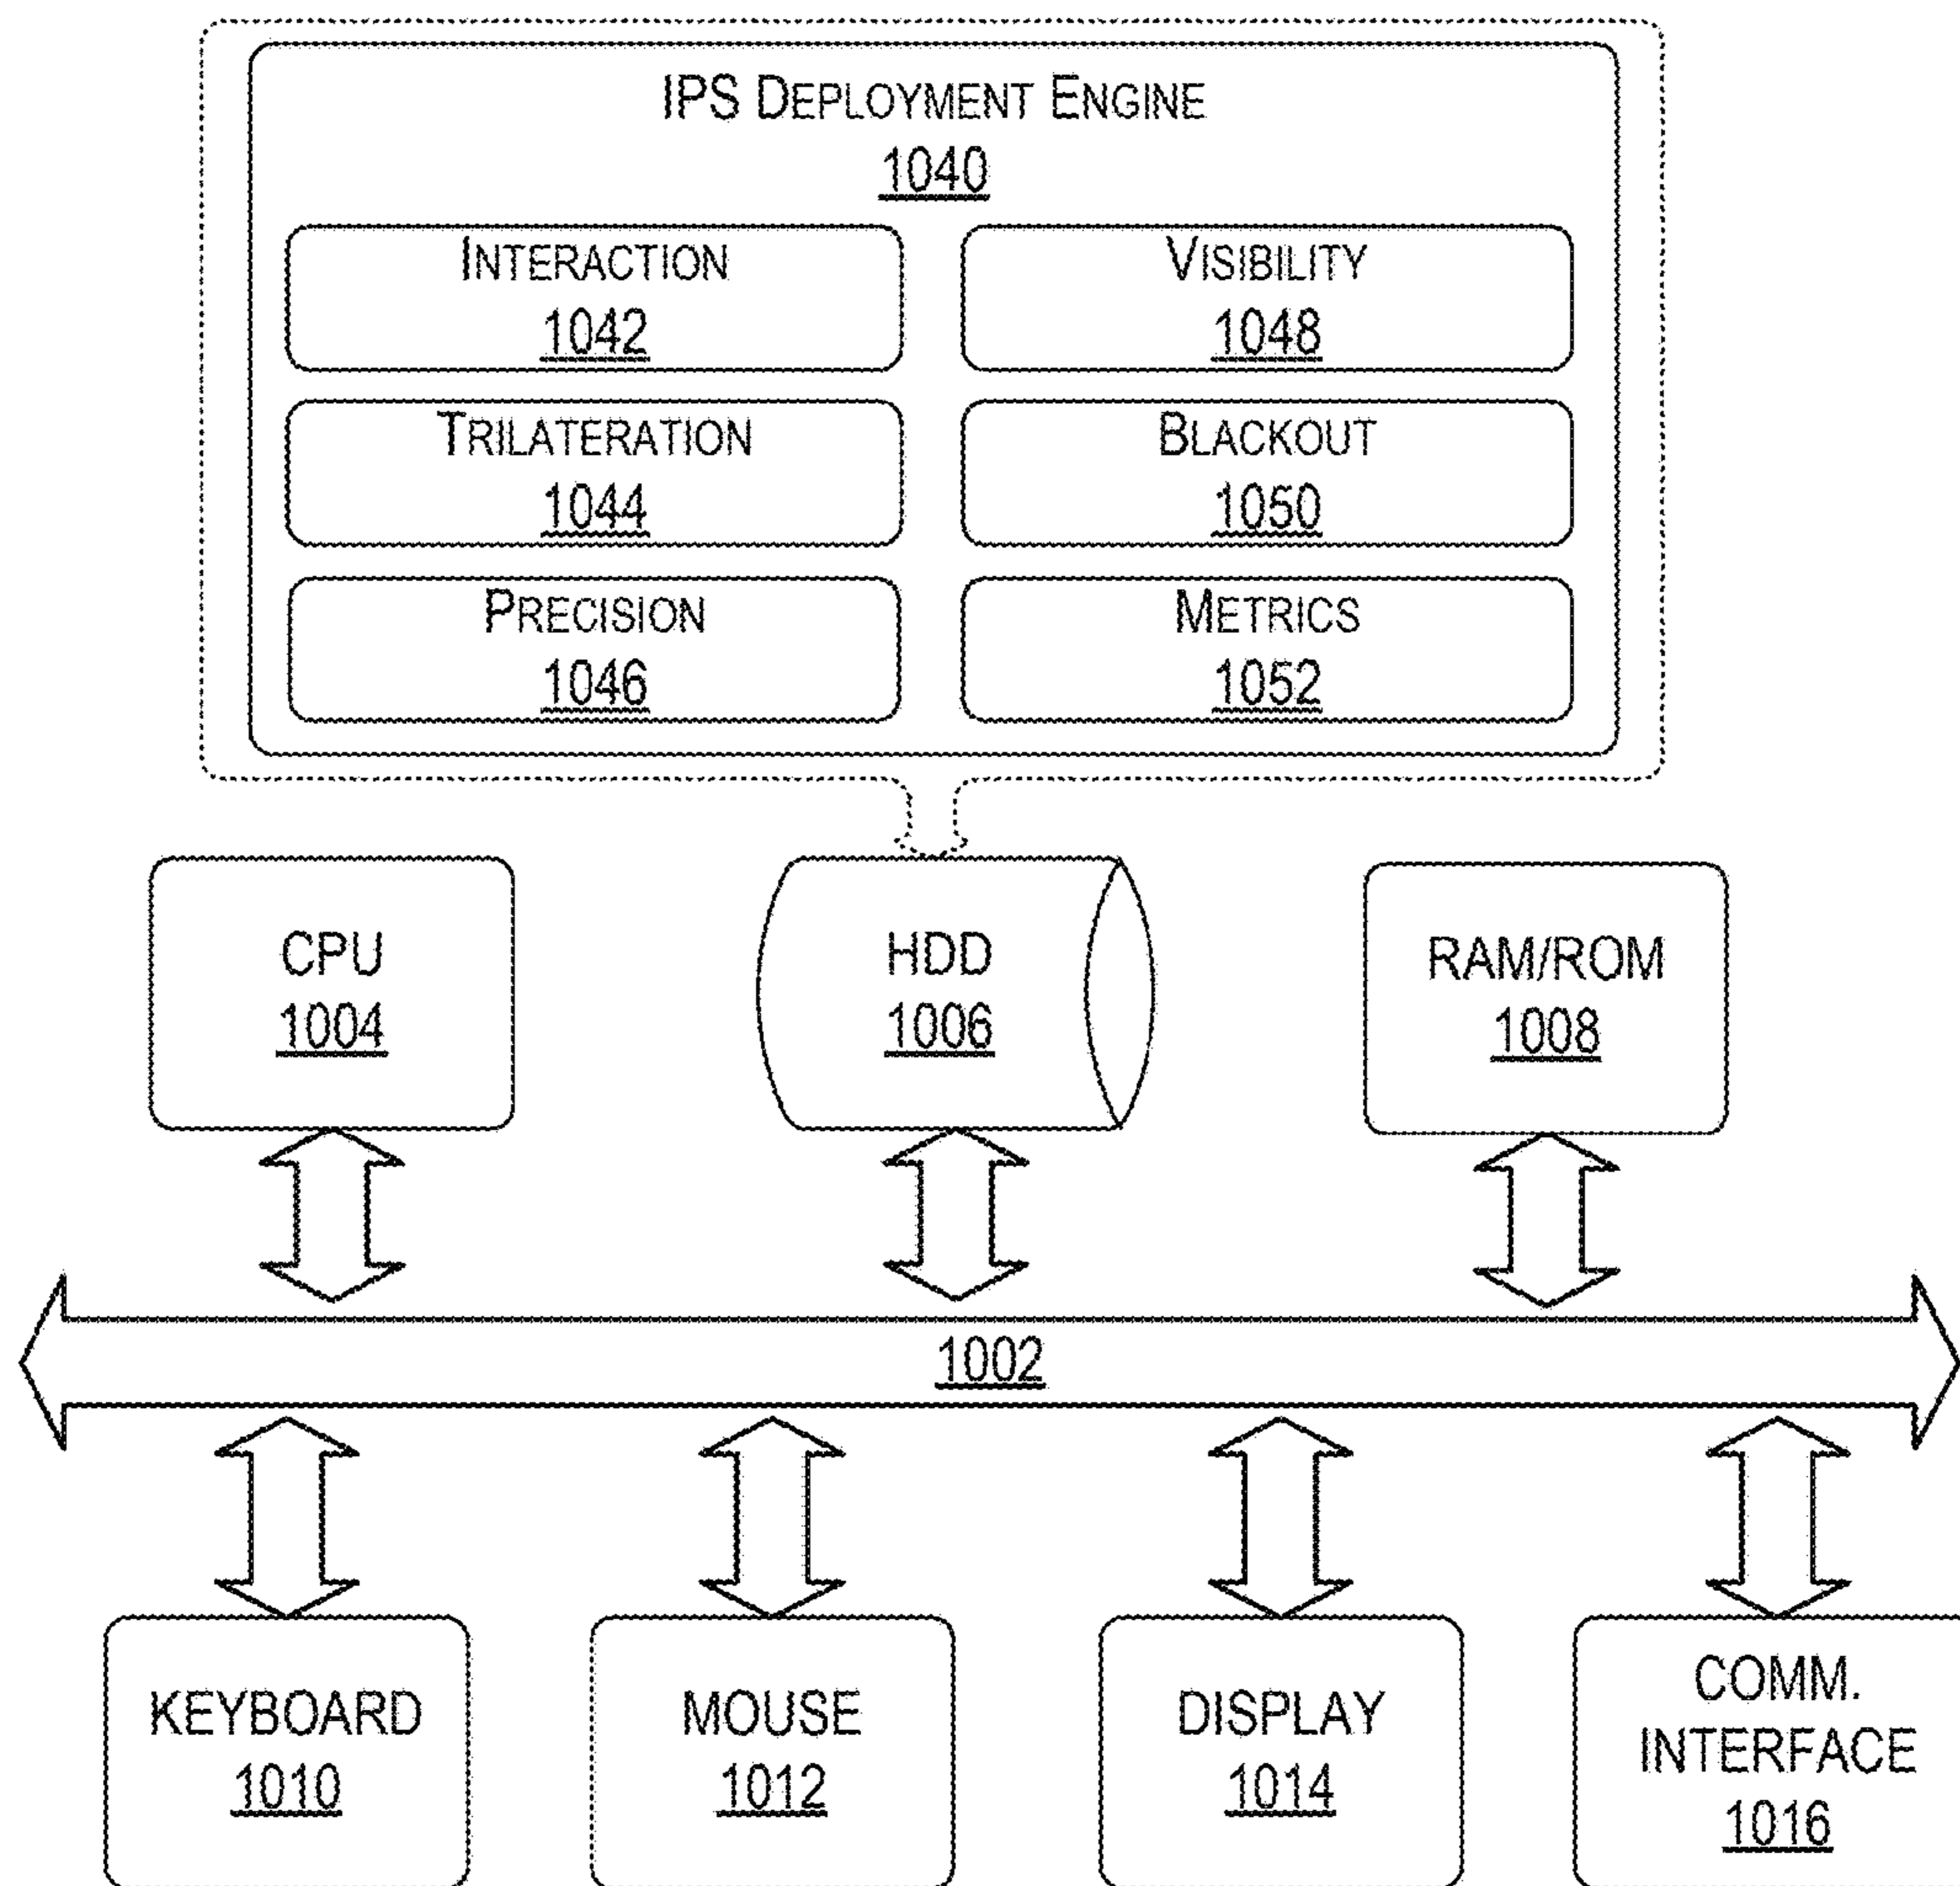 IPS DEPLOYMENT ENGINE
1040
INTERACTION
1042
VISIBILITY
1048
TRILATERATION
1044
BLACKOUT
1050
PRECISION
1046
METRICS
1052
CPU
1004
HDD
1006
RAM/ROM
1008
1002
KEYBOARD
1010
MOUSE
1012
DISPLAY
1014
COMM.
INTERFACE
1016